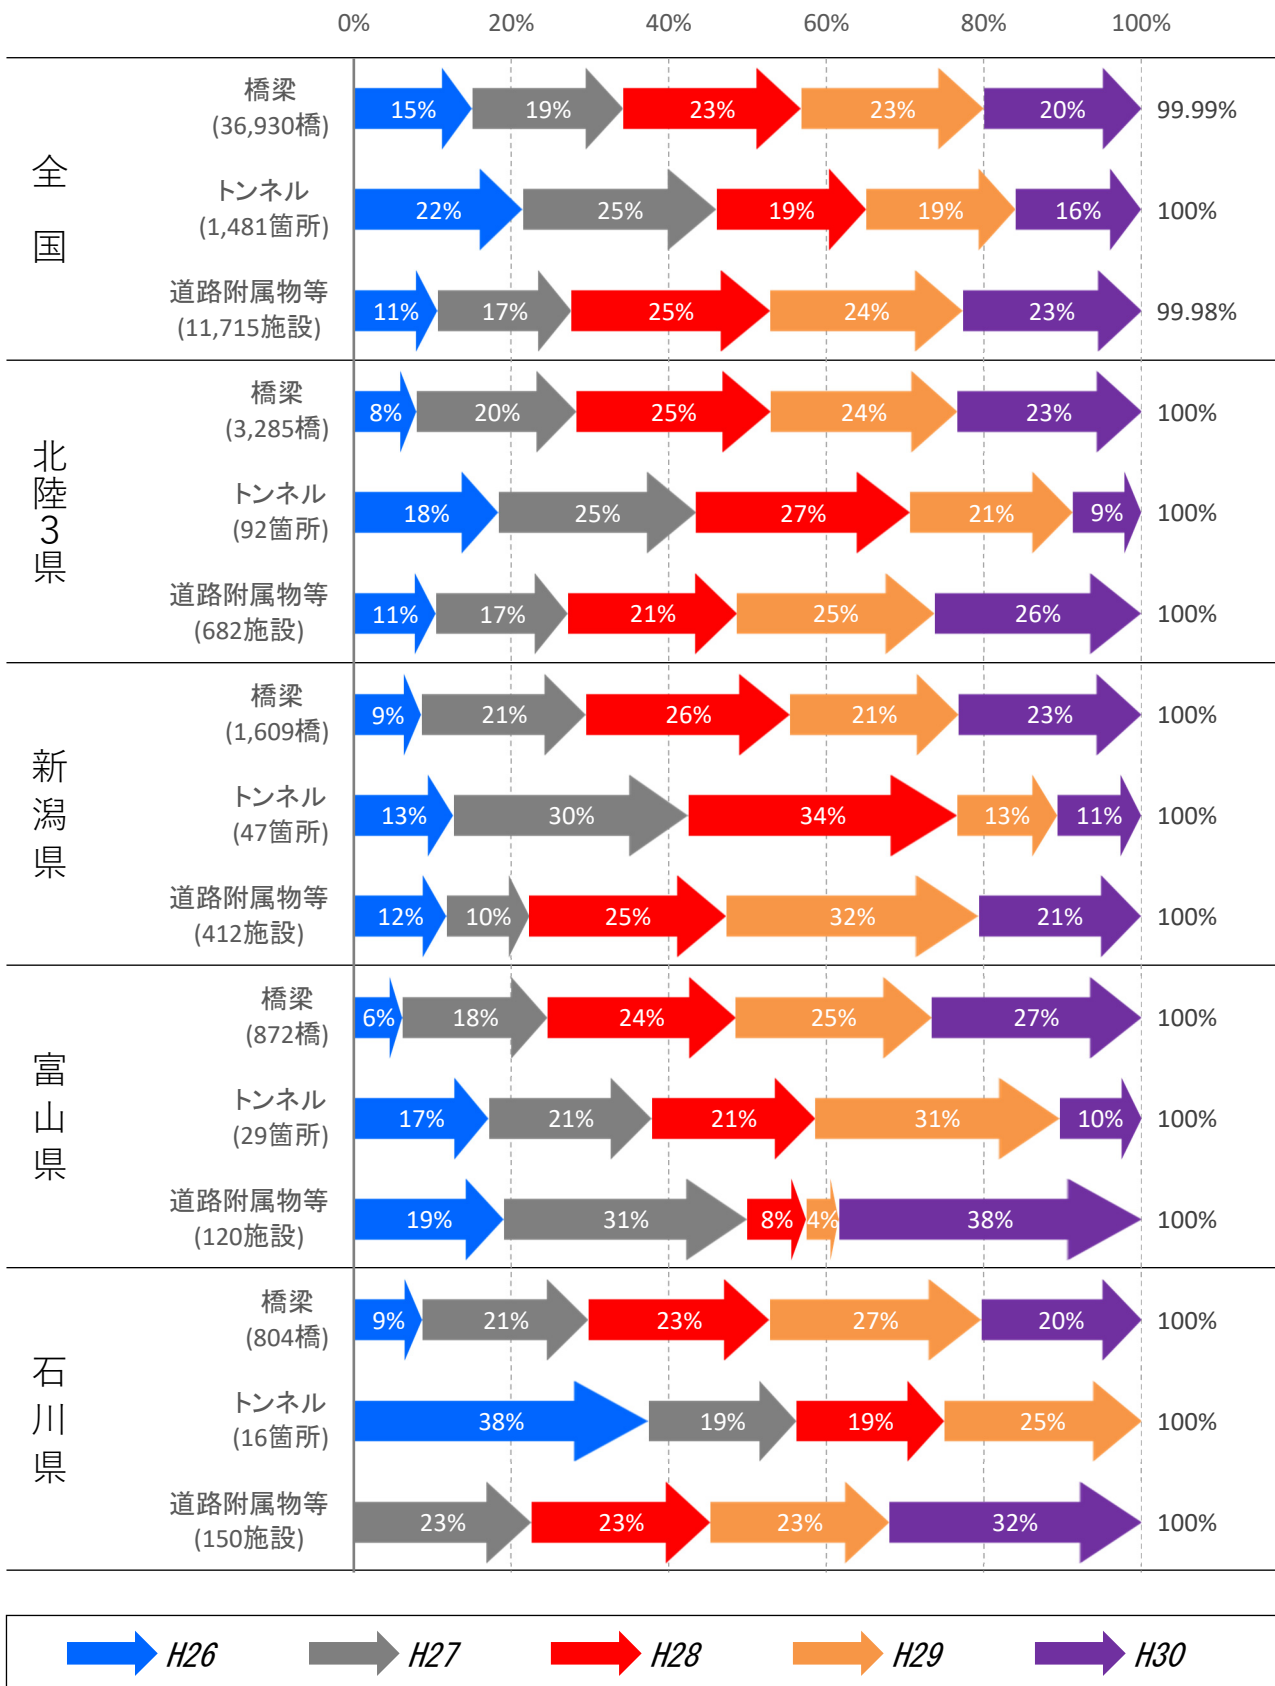 0% 20% 40% 60% 80% 100%
全国
橋梁
(36,930橋)
15% 19% 23% 23% 20% 99.99%
トンネル
(1,481箇所)
22% 25% 19% 19% 16% 100%
道路附属物等
(11,715施設)
11% 17% 25% 24% 23% 99.98%
北陸3県
橋梁
(3,285橋)
8% 20% 25% 24% 23% 100%
トンネル
(92箇所)
18% 25% 27% 21% 9% 100%
道路附属物等
(682施設)
11% 17% 21% 25% 26% 100%
新潟県
橋梁
(1,609橋)
9% 21% 26% 21% 23% 100%
トンネル
(47箇所)
13% 30% 34% 13% 11% 100%
道路附属物等
(412施設)
12% 10% 25% 32% 21% 100%
富山県
橋梁
(872橋)
6% 18% 24% 25% 27% 100%
トンネル
(29箇所)
17% 21% 21% 31% 10% 100%
道路附属物等
(120施設)
19% 31% 8% 4% 38% 100%
石川県
橋梁
(804橋)
9% 21% 23% 27% 20% 100%
トンネル
(16箇所)
38% 19% 19% 25% 100%
道路附属物等
(150施設)
23% 23% 23% 32% 100%
H26 H27 H28 H29 H30